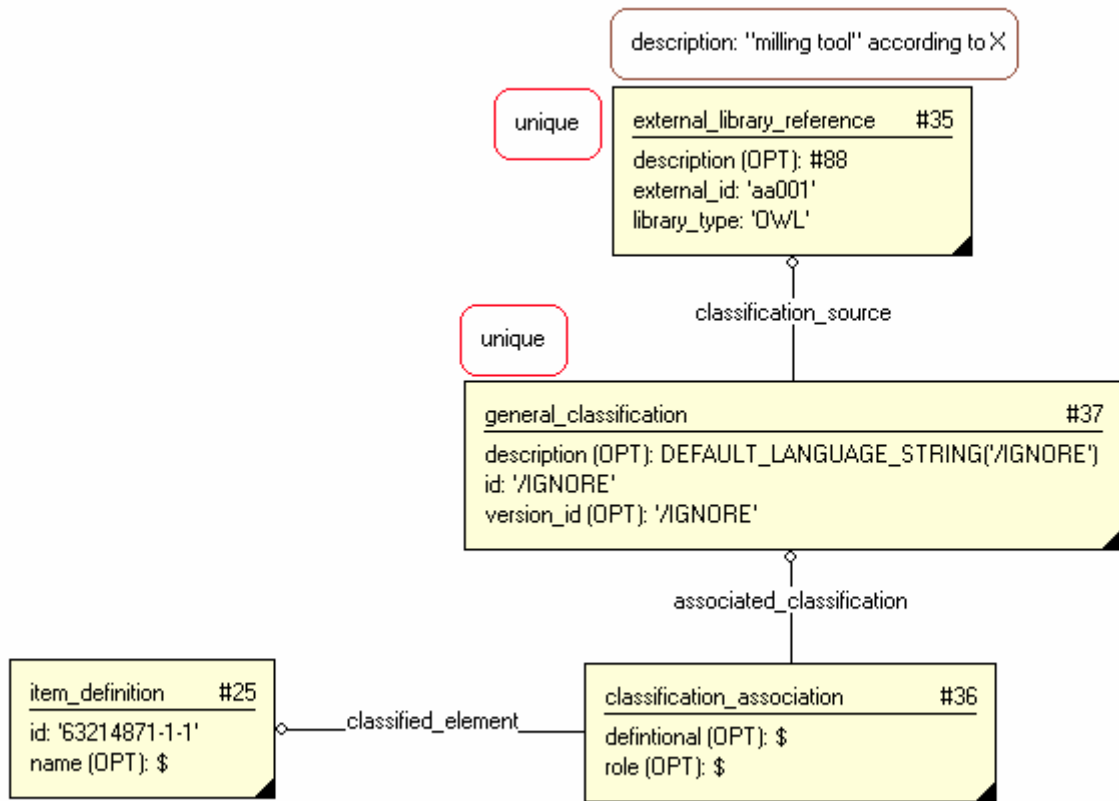 description: "milling tool" according to X
unique
external_library_reference #35
description (OPT): #88
external_id: 'aa001'
library_type: 'OWL'
classification_source
unique
general_classification #37
description (OPT): DEFAULT_LANGUAGE_STRING('/IGNORE')
id: '/IGNORE'
version_id (OPT): '/IGNORE'
associated_classification
item_definition #25
id: '63214871-1-1'
name (OPT): $
classified_element
classification_association #36
defintional (OPT): $
role (OPT): $